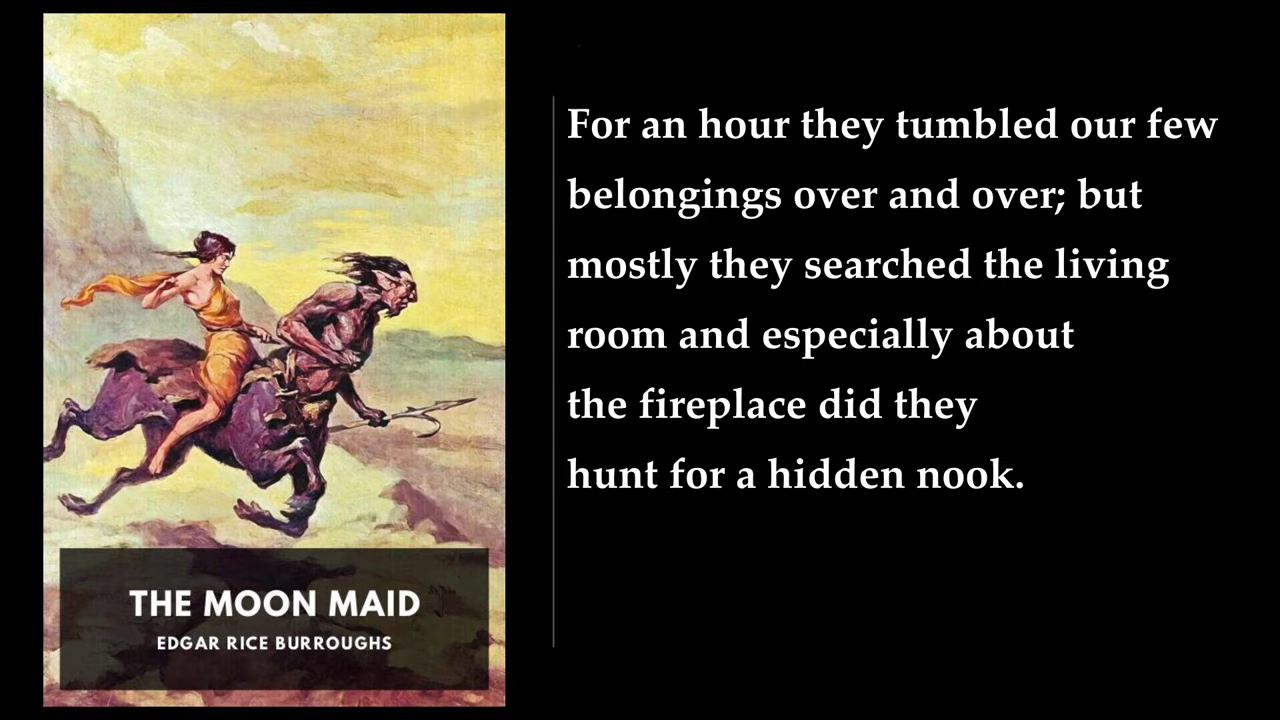 THE MOON MAID
EDGAR RICE BURROUGHS
For an hour they tumbled our few
belongings over and over; but
mostly they searched the living
room and especially about
the fireplace did they
hunt for a hidden nook.